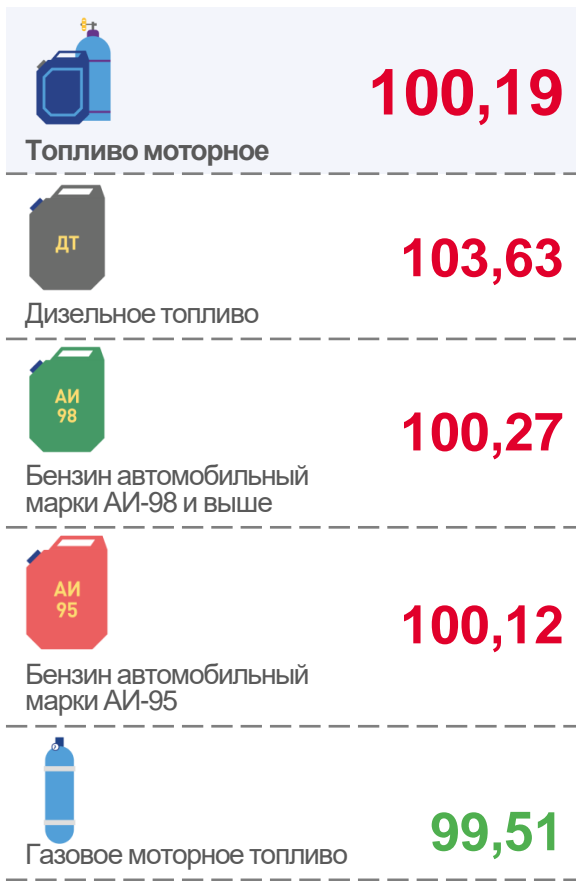 100,19
Топливо моторное
ДТ
103,63
Дизельное топливо
АИ
98
100,27
Бензин автомобильный
марки АИ-98 и выше
АИ
95
100,12
Бензин автомобильный
марки АИ-95
99,51
Газовое моторное топливо